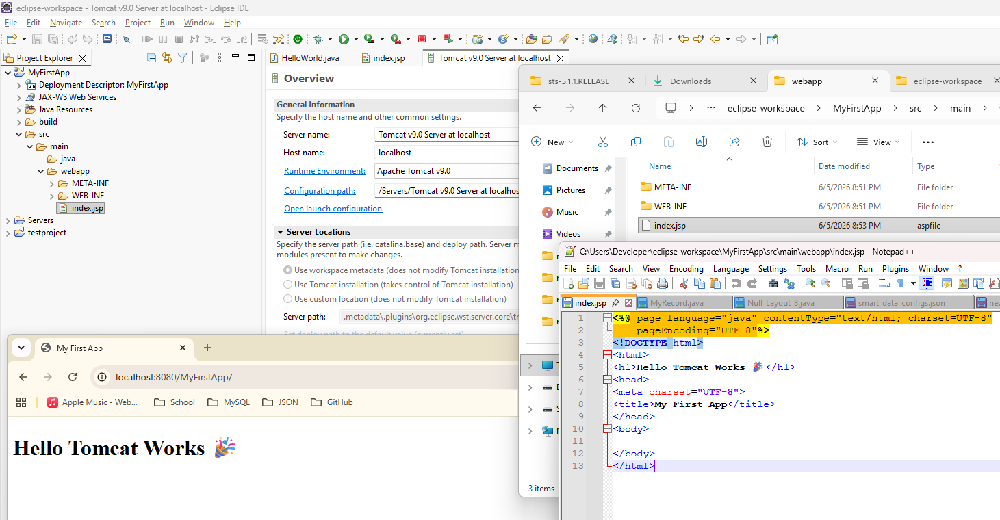 eclipse-workspace - Tomcat v9.0 Server at localhost - Eclipse IDE
File Edit Navigate Search Project Run Window Help
Project Explorer
MyFirstApp
Deployment Descriptor: MyFirstApp
JAX-WS Web Services
Java Resources
build
src
main
java
webapp
META-INF
WEB-INF
index.jsp
Servers
testproject
HelloWorld.java index.jsp Tomcat v9.0 Server at localhost
Overview
General Information
Specify the host name and other common settings.
Server name: Tomcat v9.0 Server at localhost
Host name: localhost
Runtime Environment: Apache Tomcat v9.0
Configuration path: /Servers/Tomcat v9.0 Server at localhos
Open launch configuration
Server Locations
Specify the server path (i.e. catalina.base) and deploy path. Server m
modules present to make changes.
Use workspace metadata (does not modify Tomcat installation
Use Tomcat installation (takes control of Tomcat installation)
Use custom location (does not modify Tomcat installation)
Server path: .metadata\.plugins\org.eclipse.wst.server.core\t
Set deploy path to the default value (currently set)
sts-5.1.1.RELEASE Downloads webapp eclipse-workspace
eclipse-workspace MyFirstApp src main
New Sort View
Documents
Pictures
Music
Videos
Name Date modified Type
META-INF 6/5/2026 8:51 PM File folder
WEB-INF 6/5/2026 8:51 PM File folder
index.jsp 6/5/2026 8:53 PM aspfile
3 items
C:\Users\Developer\eclipse-workspace\MyFirstApp\src\main\webapp\index.jsp - Notepad++
File Edit Search View Encoding Language Settings Tools Macro Run Plugins Window ?
index.jsp MyRecord.java Null_Layout_8.java smart_data_configs.json nev
1 <%@ page language="java" contentType="text/html; charset=UTF-8"
2 pageEncoding="UTF-8"%>
3 <!DOCTYPE html>
4 <html>
5 <h1>Hello Tomcat Works 🎉</h1>
6 <head>
7 <meta charset="UTF-8">
8 <title>My First App</title>
9 </head>
10 <body>
11
12 </body>
13 </html>
My First App
localhost:8080/MyFirstApp/
Apple Music - Web... School MySQL JSON GitHub
Hello Tomcat Works 🎉